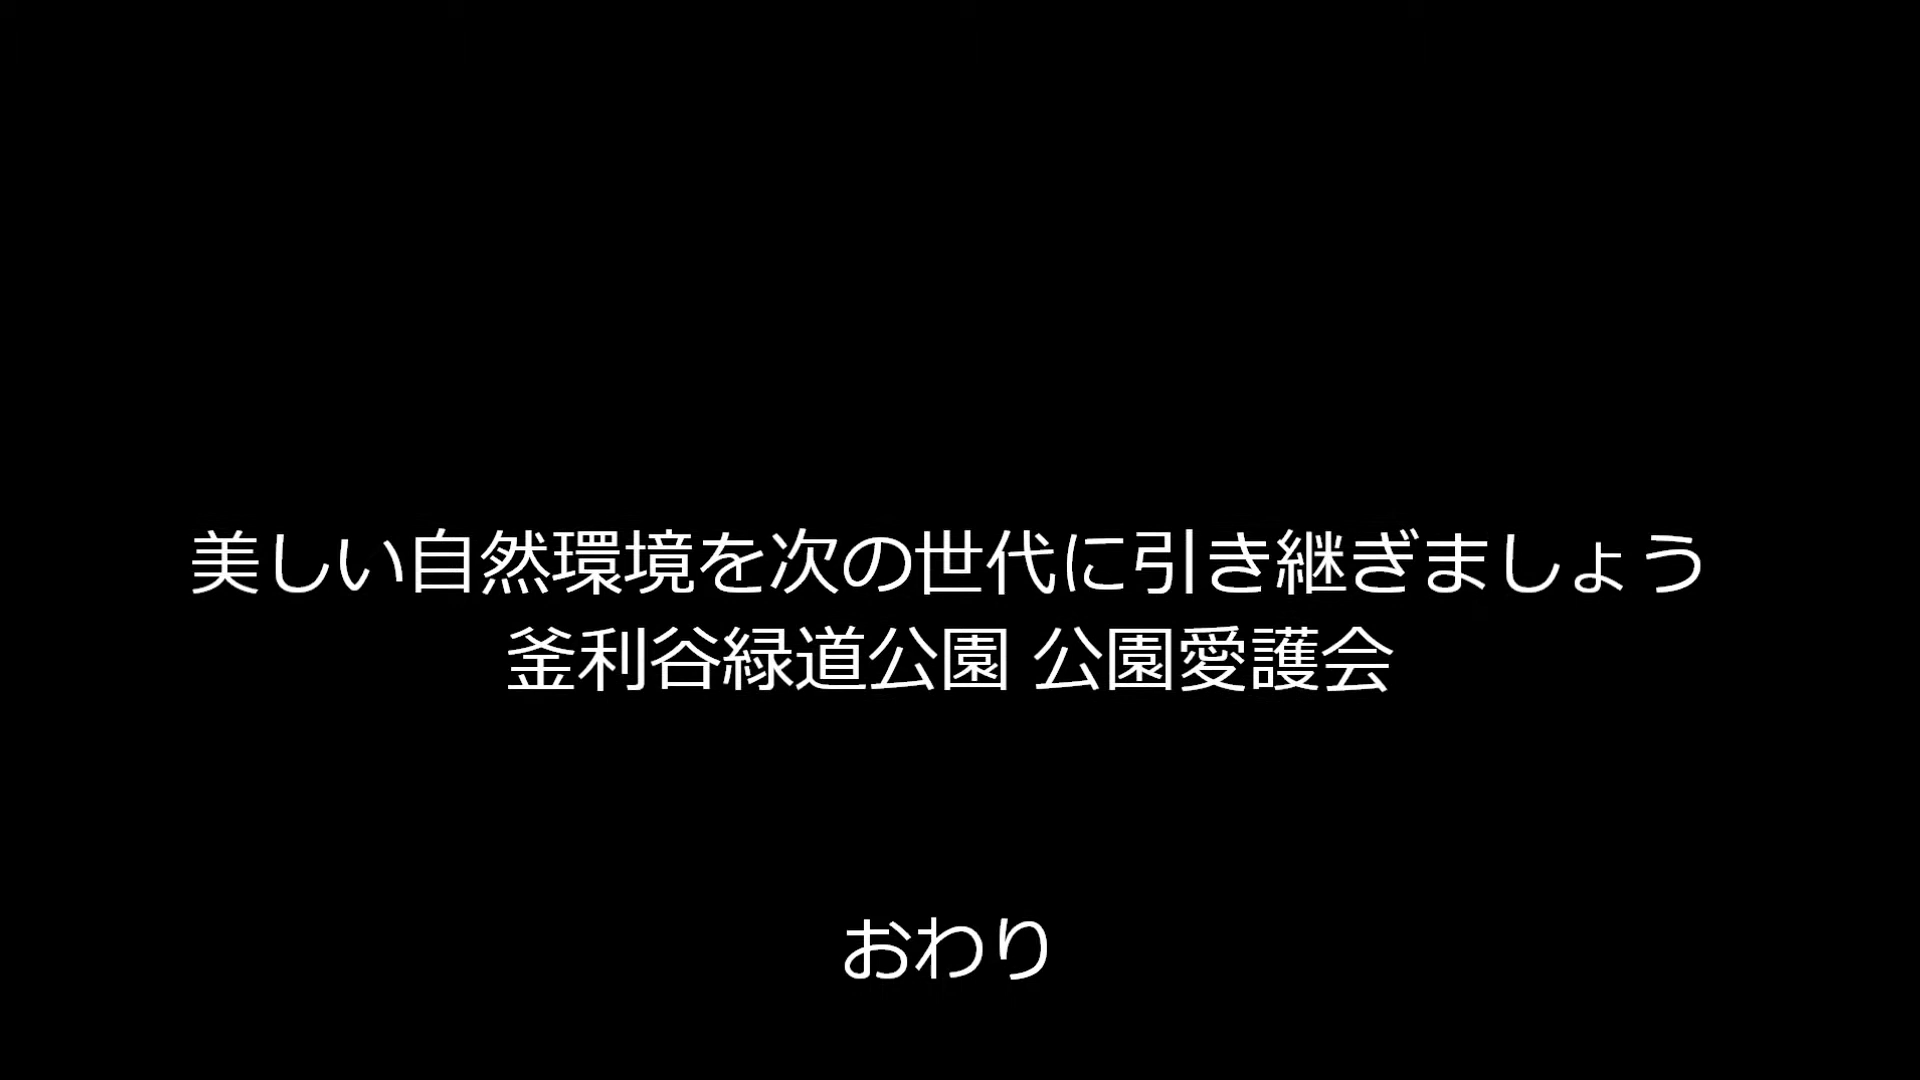 美しい自然環境を次の世代に引き継ぎましょう
釜利谷緑道公園 公園愛護会
おわり